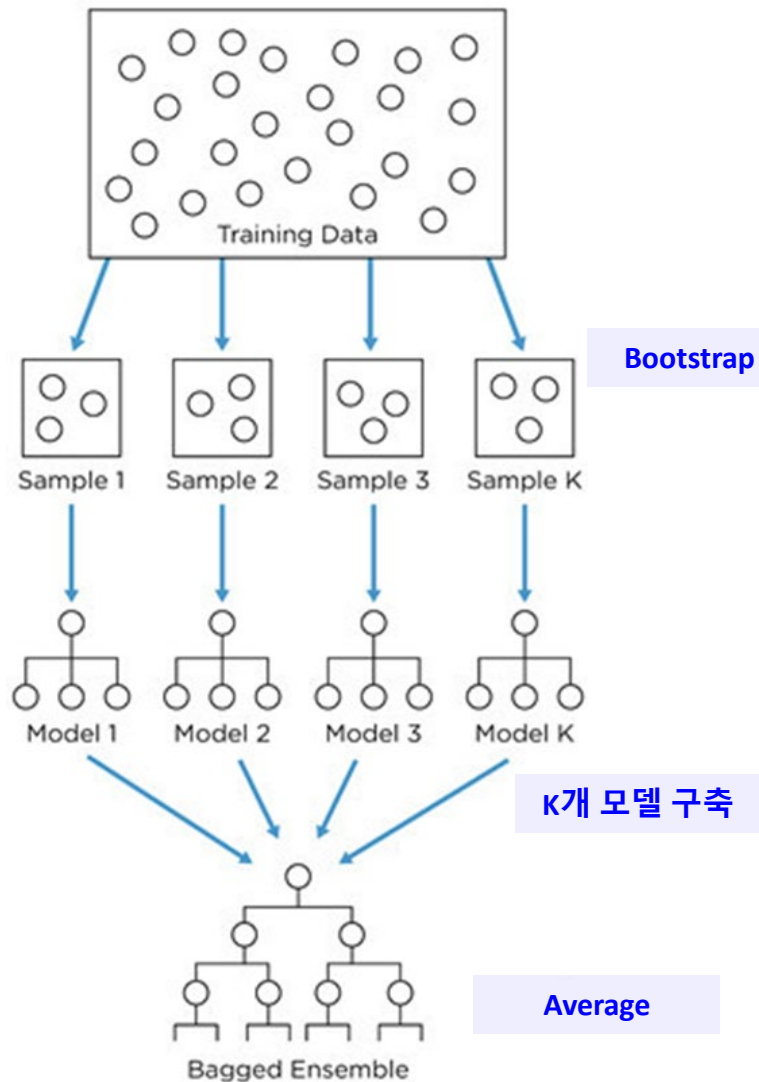 Training Data
Bootstrap
Sample 1 Sample 2 Sample 3 Sample K
Model 1 Model 2 Model 3 Model K
K개 모델 구축
Average
Bagged Ensemble